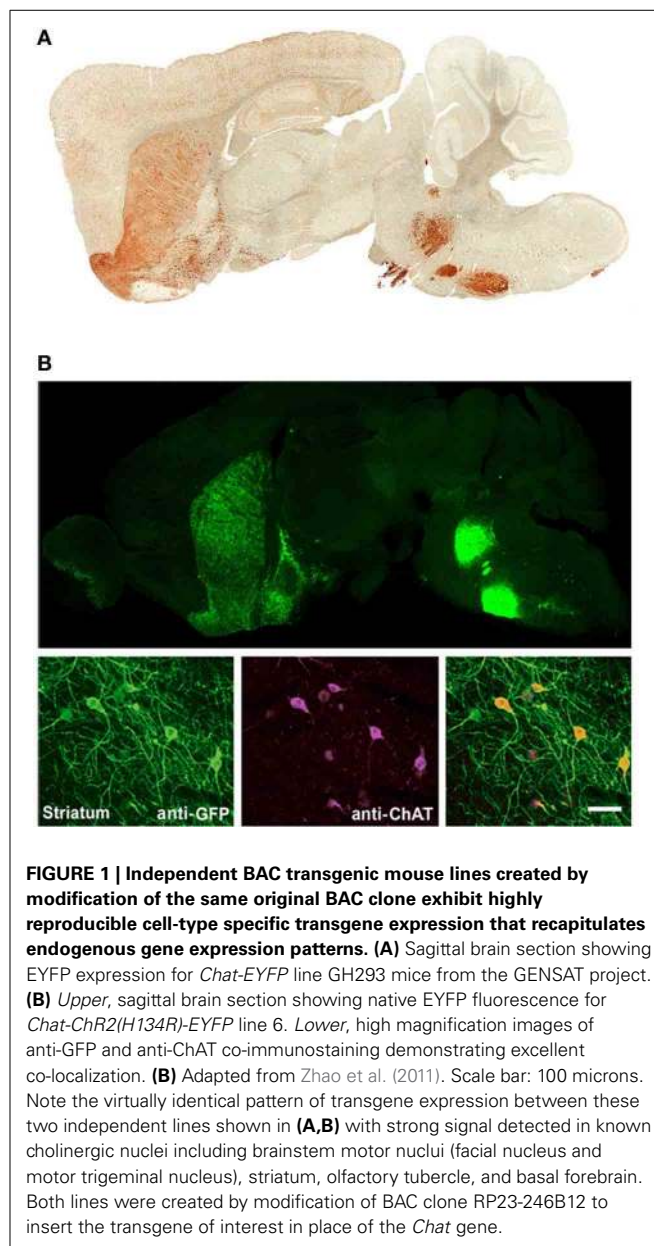 A
B
Striatum anti-GFP
anti-ChAT
FIGURE 1 | Independent BAC transgenic mouse lines created by
modification of the same original BAC clone exhibit highly
reproducible cell-type specific transgene expression that recapitulates
endogenous gene expression patterns. (A) Sagittal brain section showing
EYFP expression for Chat-EYFP line GH293 mice from the GENSAT project.
(B) Upper, sagittal brain section showing native EYFP fluorescence for
Chat-ChR2(H134R)-EYFP line 6. Lower, high magnification images of
anti-GFP and anti-ChAT co-immunostaining demonstrating excellent
co-localization. (B) Adapted from Zhao et al. (2011). Scale bar: 100 microns.
Note the virtually identical pattern of transgene expression between these
two independent lines shown in (A,B) with strong signal detected in known
cholinergic nuclei including brainstem motor nuclui (facial nucleus and
motor trigeminal nucleus), striatum, olfactory tubercle, and basal forebrain.
Both lines were created by modification of BAC clone RP23-246B12 to
insert the transgene of interest in place of the Chat gene.